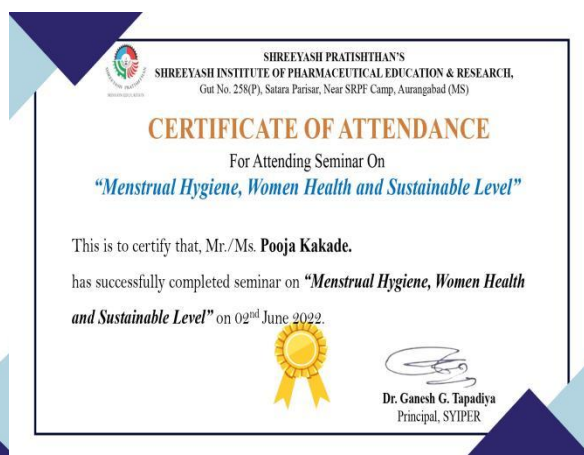 SHREEYASH PRATISHTHAN'S
SHREEYASH INSTITUTE OF PHARMACEUTICAL EDUCATION & RESEARCH,
Gut No. 258(P), Satara Parisar, Near SRPF Camp, Aurangabad (MS)
CERTIFICATE OF ATTENDANCE
For Attending Seminar On
“Menstrual Hygiene, Women Health and Sustainable Level”
This is to certify that, Mr./Ms. Pooja Kakade.
has successfully completed seminar on “Menstrual Hygiene, Women Health
and Sustainable Level” on 02nd June 2022.
Dr. Ganesh G. Tapadiya
Principal, SYIPER